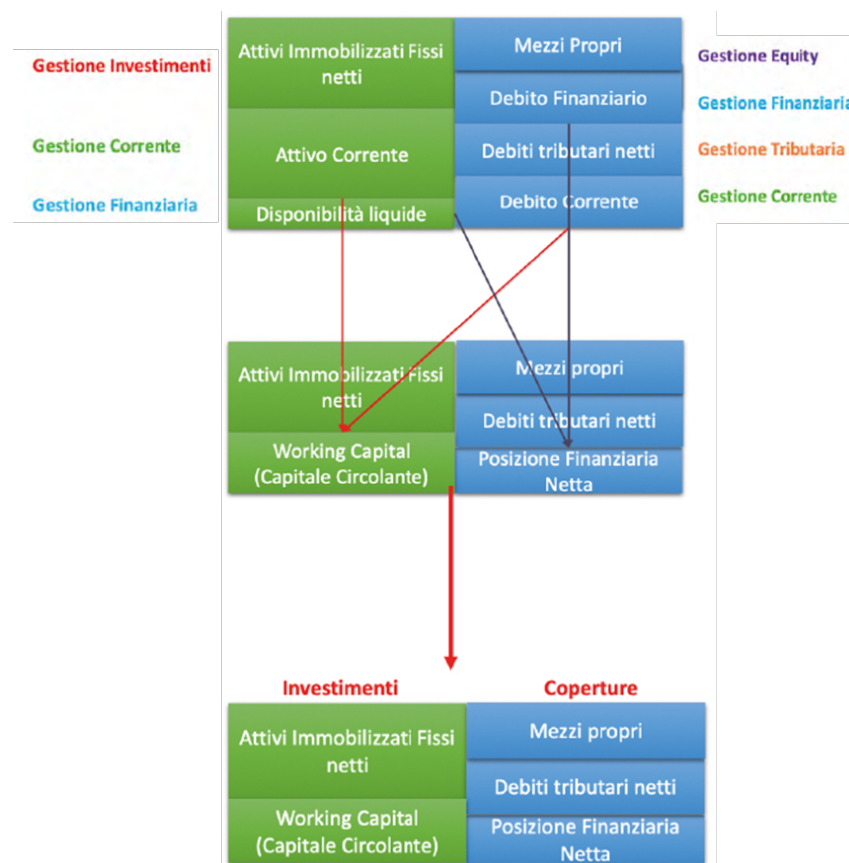 Gestione Investimenti
Gestione Corrente
Gestione Finanziaria
Attivi Immobilizzati Fissi
netti
Attivo Corrente
Disponibilità liquide
Mezzi Propri
Debito Finanziario
Debiti tributari netti
Debito Corrente
Gestione Equity
Gestione Finanziaria
Gestione Tributaria
Gestione Corrente
Attivi Immobilizzati Fissi
netti
Working Capital
(Capitale Circolante)
Mezzi propri
Debiti tributari netti
Posizione Finanziaria
Netta
Investimenti
Coperture
Attivi Immobilizzati Fissi
netti
Working Capital
(Capitale Circolante)
Mezzi propri
Debiti tributari netti
Posizione Finanziaria
Netta